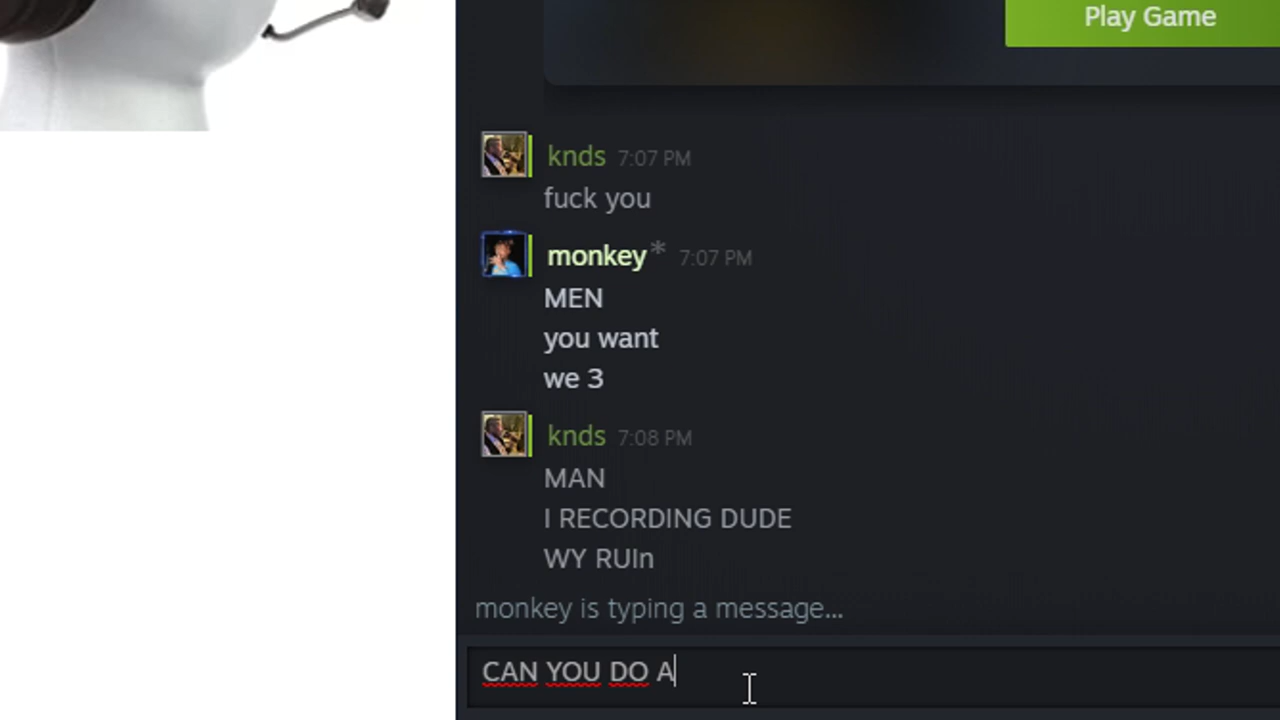 Play Game
knds 7:07 PM
fuck you
monkey* 7:07 PM
MEN
you want
we 3
knds 7:08 PM
MAN
I RECORDING DUDE
WY RUIn
monkey is typing a message...
CAN YOU DO A